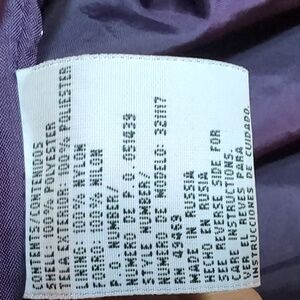 CONTENTS/CONTENIDOS
SHELL: 100% POLYESTER
TELA EXTERIOR: 100% POLIESTER
LINING: 100% NYLON
FORRO: 100% NILON
P.O. NUMBER/
NUMERO DE P.O. 051439
STYLE NUMBER/
NUMERO DE MODELO: 321117
RN 49469
MADE IN RUSSIA
HECHO EN RUSIA
SEE REVERSE SIDE FOR
CARE INSTRUCTIONS.
VER EL REVES PARA
INSTRUCCIONES DE CUIDADO.